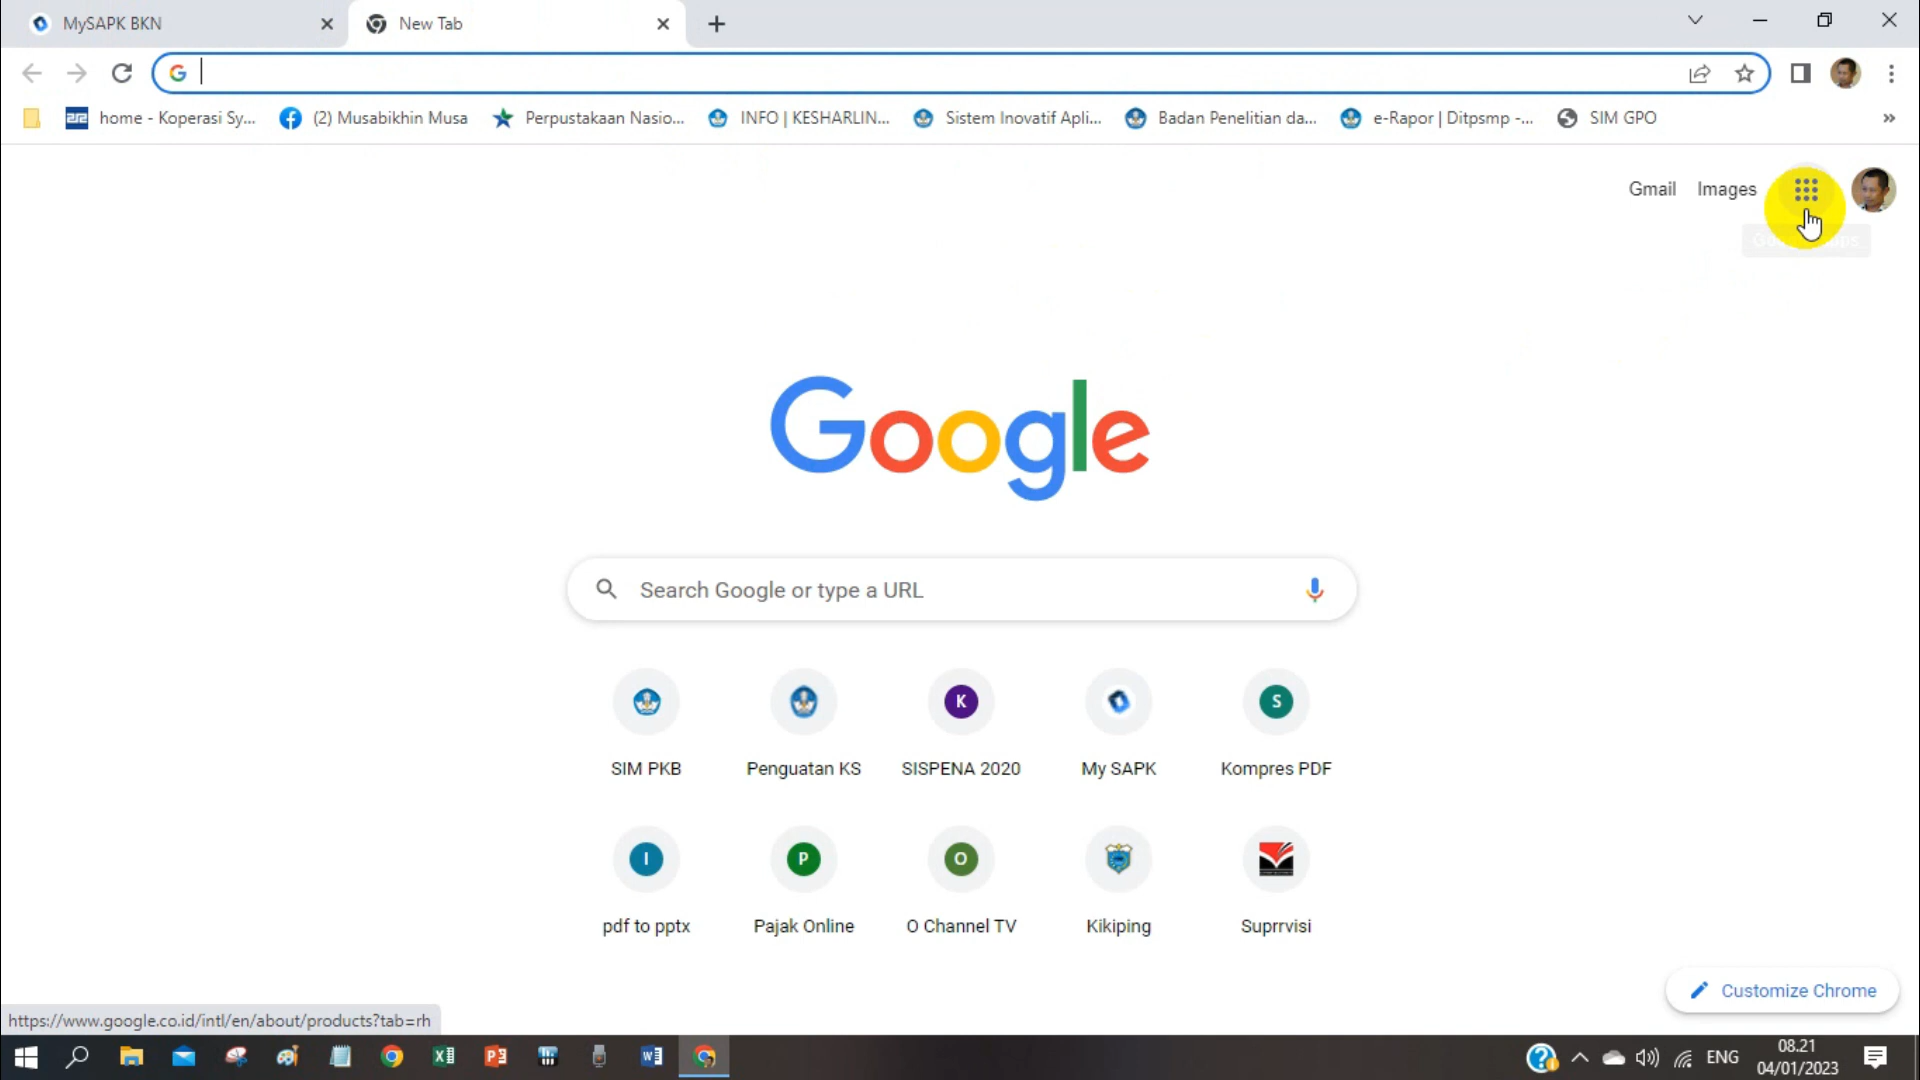 MySAPK BKN
New Tab
home - Koperasi Sy...
(2) Musabikhin Musa
Perpustakaan Nasio...
INFO | KESHARLIN...
Sistem Inovatif Apli...
Badan Penelitian da...
e-Rapor | Ditpsmp -...
SIM GPO
Gmail
Images
Google
Search Google or type a URL
K
S
SIM PKB
Penguatan KS
SISPENA 2020
My SAPK
Kompres PDF
I
P
O
pdf to pptx
Pajak Online
O Channel TV
Kikiping
Suprrvisi
Customize Chrome
https://www.google.co.id/intl/en/about/products?tab=rh
ENG
08.21
04/01/2023